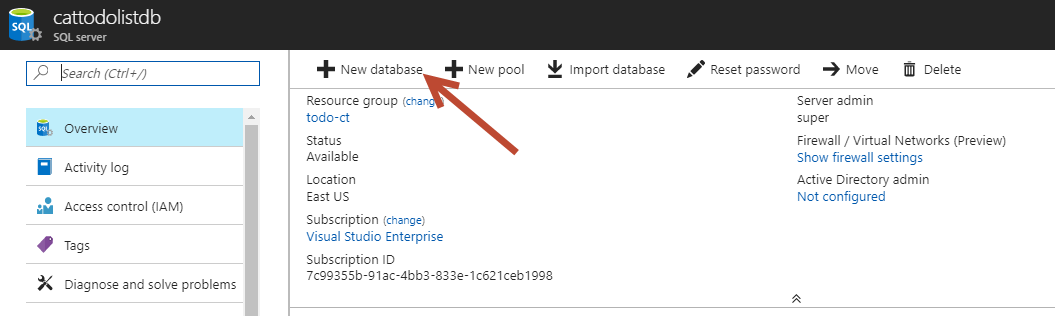 cattodolistdb
SQL server
Search (Ctrl+/)
Overview
Activity log
Access control (IAM)
Tags
Diagnose and solve problems
New database New pool Import database Reset password Move Delete
Resource group (change)
todo-ct
Status
Available
Location
East US
Subscription (change)
Visual Studio Enterprise
Subscription ID
7c99355b-91ac-4bb3-833e-1c621ceb1998
Server admin
super
Firewall / Virtual Networks (Preview)
Show firewall settings
Active Directory admin
Not configured